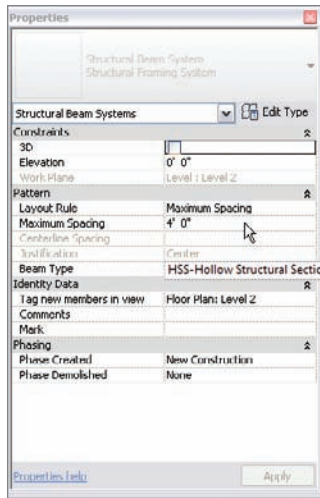 Properties
Structural Beam System
Structural Framing System
Structural Beam Systems Edit Type
Constraints
3D
Elevation 0' 0"
Work Plane Level : Level 2
Pattern
Layout Rule Maximum Spacing
Maximum Spacing 4' 0"
Centerline Spacing
Justification Center
Beam Type HSS-Hollow Structural Sectio
Identity Data
Tag new members in view Floor Plan: Level 2
Comments
Mark
Phasing
Phase Created New Construction
Phase Demolished None
Properties help Apply